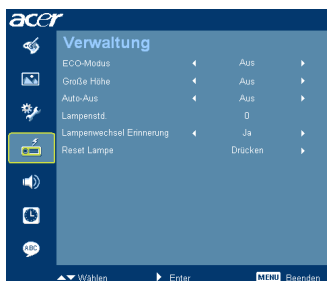 acer
Verwaltung
ECO-Modus Aus
Große Höhe Aus
Auto-Aus Aus
Lampenstd. 0
Lampenwechsel Erinnerung Ja
Reset Lampe Drücken
ABC
Wählen Enter MENU Beenden